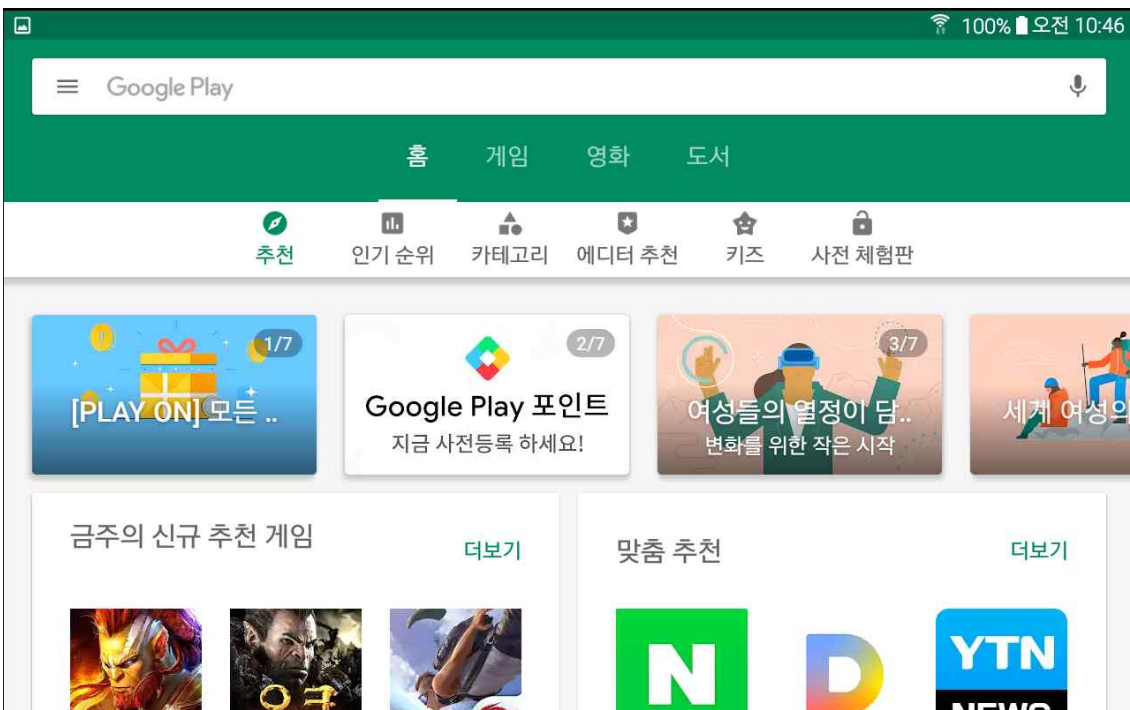 100% 오전 10:46
Google Play
홈 게임 영화 도서
추천 인기 순위 카테고리 에디터 추천 키즈 사전 체험판
1/7
[PLAY ON] 모든 ..
2/7
Google Play 포인트
지금 사전등록 하세요!
3/7
여성들의 열정이 담..
변화를 위한 작은 시작
세계 여성의
금주의 신규 추천 게임 더보기
맞춤 추천 더보기
N
D
YTN
NEWS